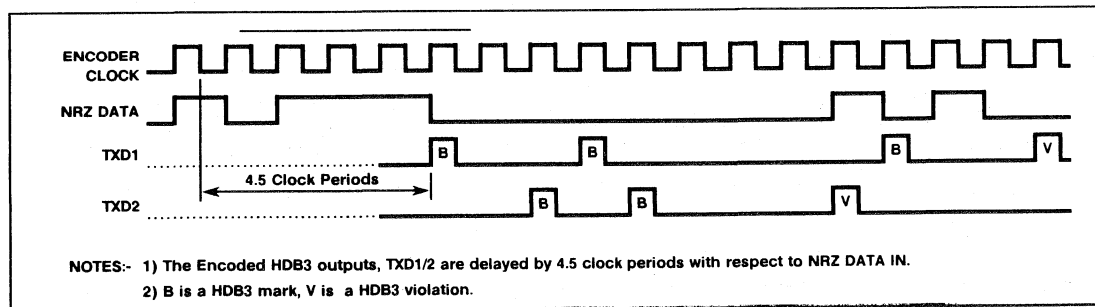 ENCODER
CLOCK
NRZ DATA
TXD1
B
B
B
V
4.5 Clock Periods
TXD2
B
B
V
NOTES:- 1) The Encoded HDB3 outputs, TXD1/2 are delayed by 4.5 clock periods with respect to NRZ DATA IN.
2) B is a HDB3 mark, V is a HDB3 violation.